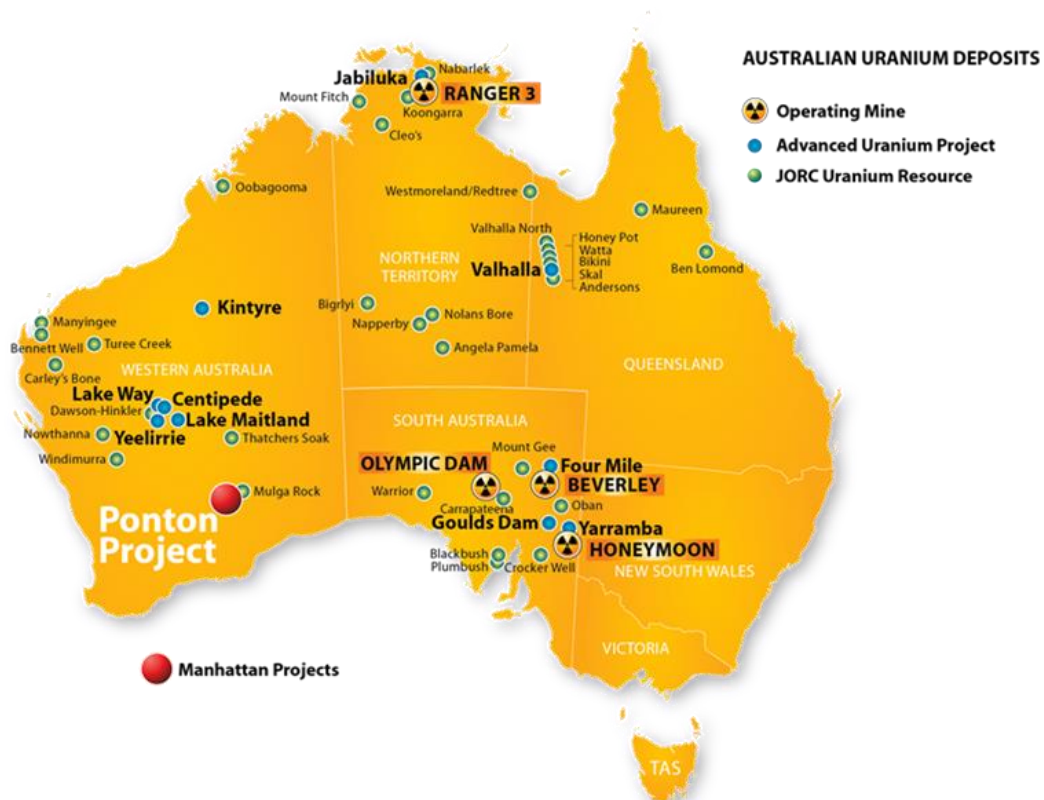 AUSTRALIAN URANIUM DEPOSITS
Operating Mine
Advanced Uranium Project
JORC Uranium Resource
Nabarlek
Jabiluka
RANGER 3
Mount Fitch
Koongarra
Cleo's
Oobagooma
Westmoreland/Redtree
Maureen
Valhalla North
Honey Pot
Watta
Bikini
Skal
Andersons
Valhalla
Ben Lomond
NORTHERN
TERRITORY
Kintyre
Bigrlyi
Nolans Bore
Napperby
Angela Pamela
Manyingee
Bennett Well
Turee Creek
Carley's Bone
WESTERN AUSTRALIA
QUEENSLAND
Lake Way
Centipede
Dawson-Hinkler
Lake Maitland
Nowthanna
Yeelirrie
Thatchers Soak
Windimurra
SOUTH AUSTRALIA
Mount Gee
OLYMPIC DAM
Four Mile
BEVERLEY
Warrior
Carrapateena
Oban
Mulga Rock
Ponton
Project
Goulds Dam
Yarramba
HONEYMOON
Blackbush
Plumbush
Crocker Well
NEW SOUTH WALES
VICTORIA
Manhattan Projects
TAS